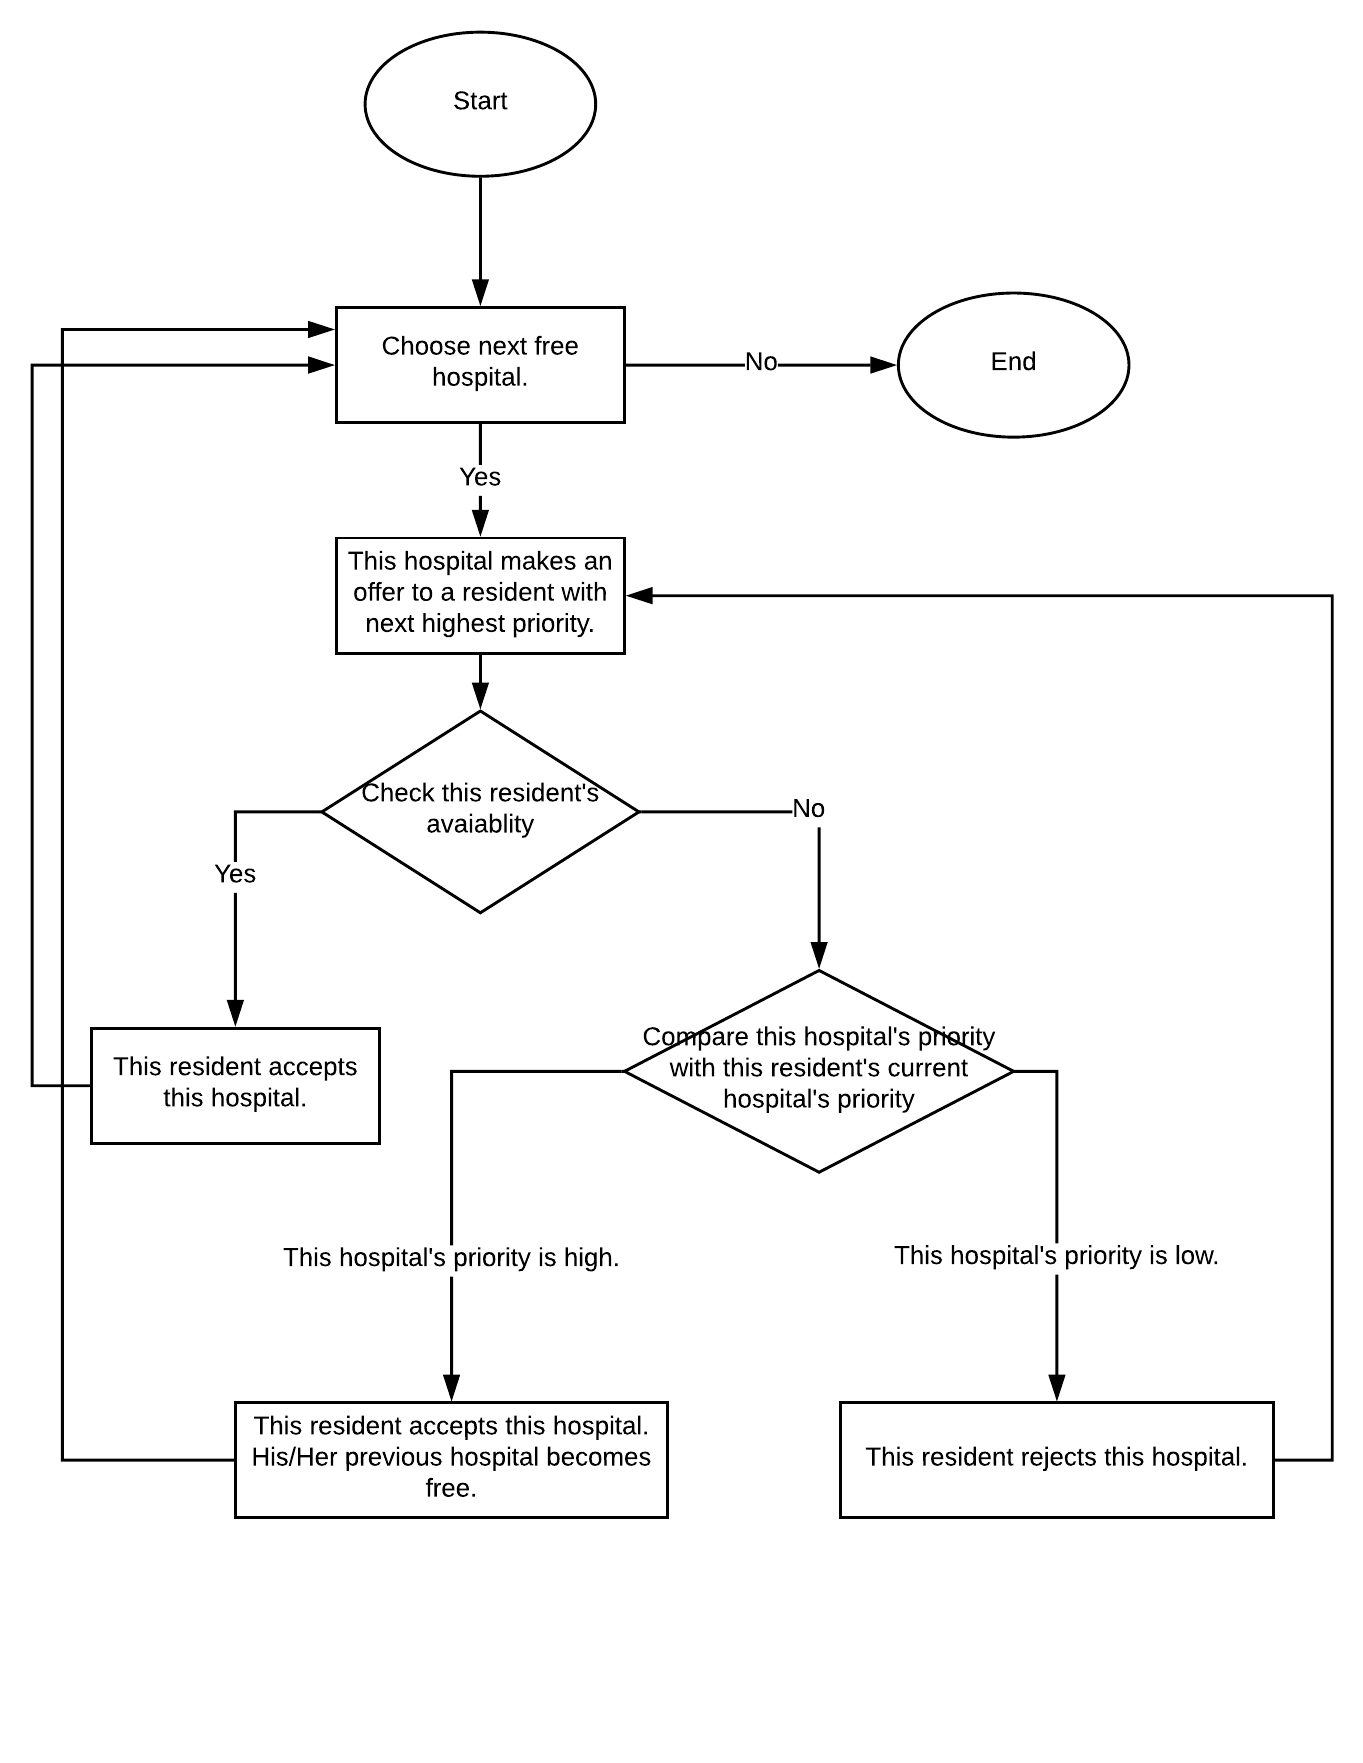 Start
Choose next free
hospital.
No
End
Yes
This hospital makes an
offer to a resident with
next highest priority.
Check this resident's
avaiablity
No
Yes
Compare this hospital's priority
with this resident's current
hospital's priority
This resident accepts
this hospital.
This hospital's priority is high.
This hospital's priority is low.
This resident accepts this hospital.
His/Her previous hospital becomes
free.
This resident rejects this hospital.